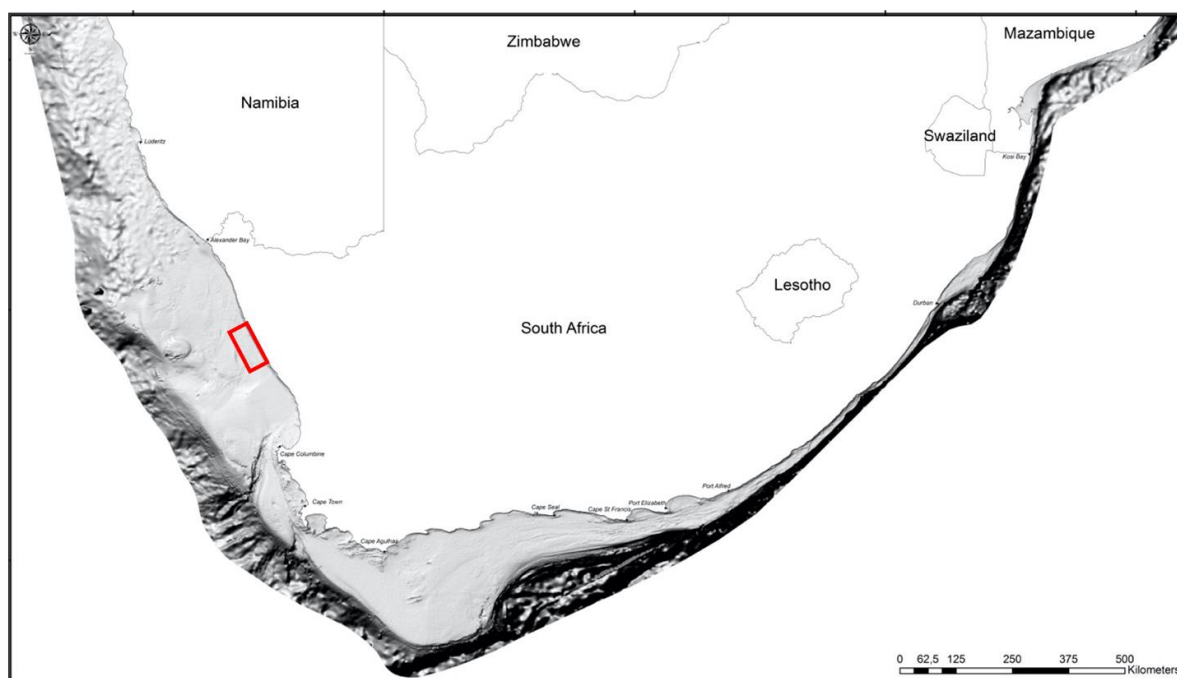 Zimbabwe
Mazambique
Namibia
Swaziland
Luderitz
Kosi Bay
Alexander Bay
Lesotho
Durban
South Africa
Cape Columbine
Port Alfred
Cape Town
Port Elizabeth
Cape Seal
Cape St Francis
Cape Agulhas
0 62,5 125 250 375 500
Kilometers